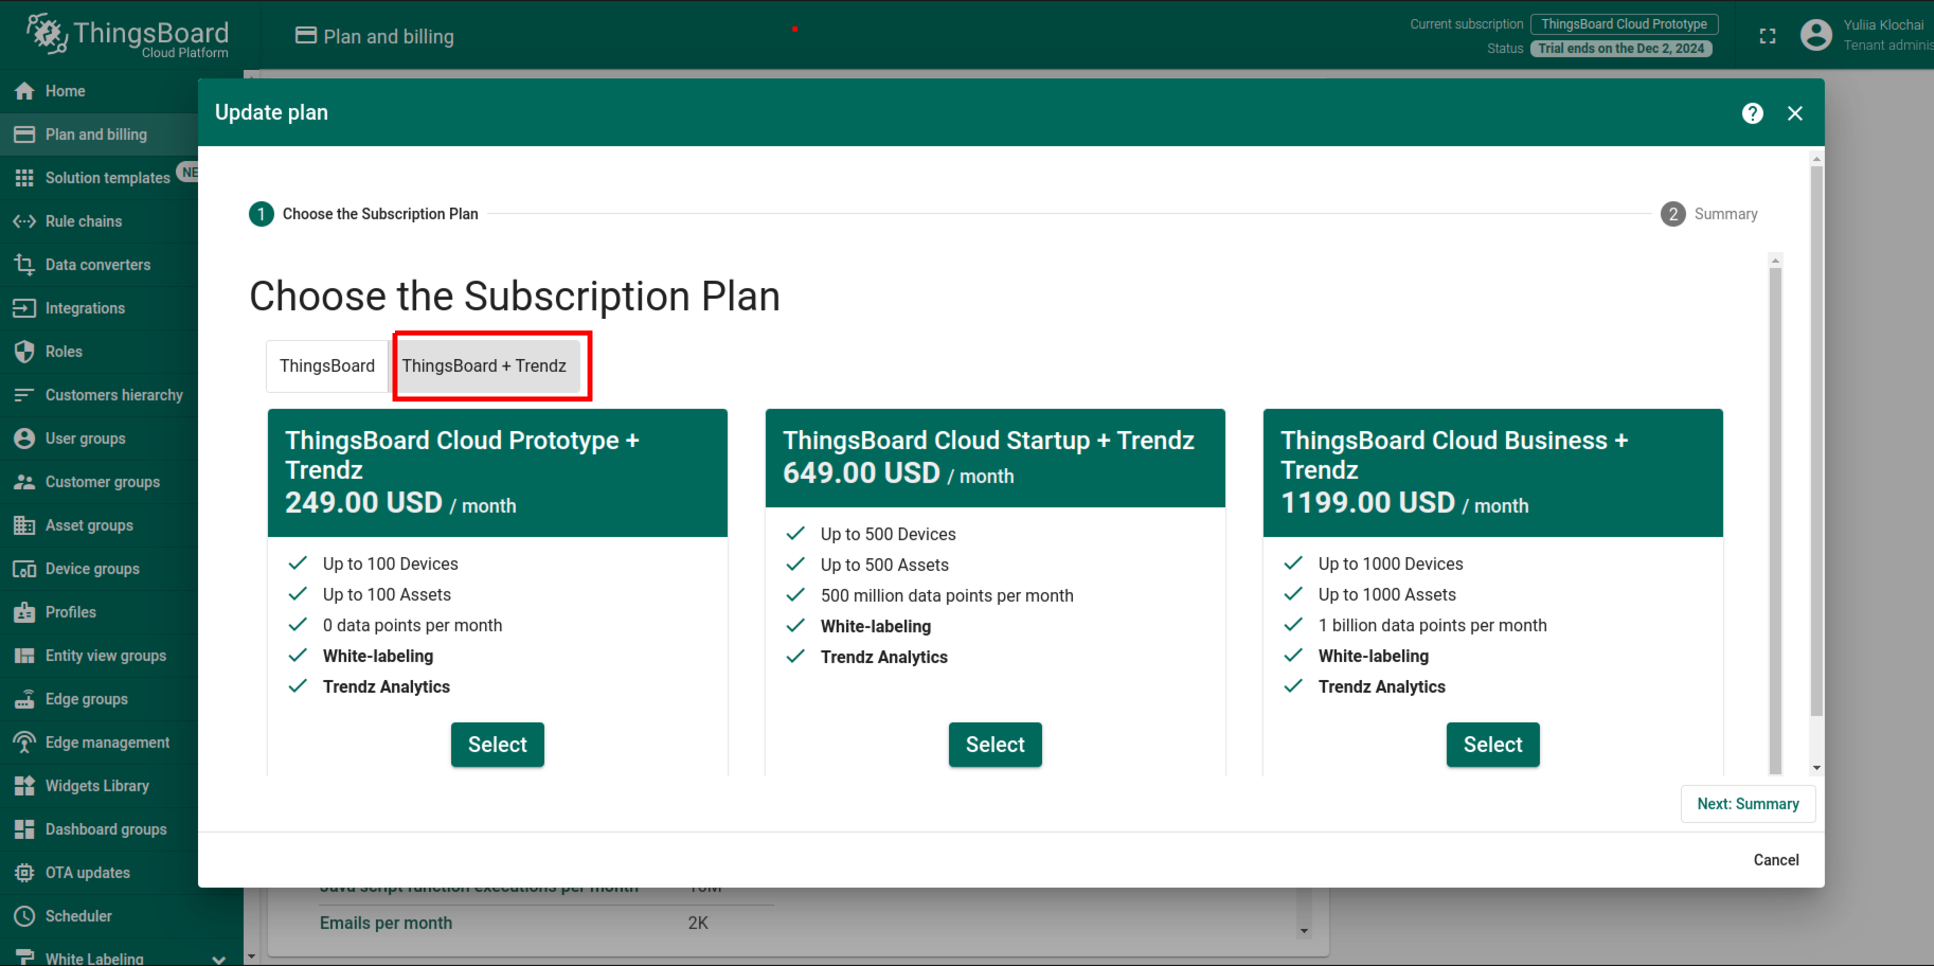 ThingsBoard
Cloud Platform
Plan and billing
Current subscription ThingsBoard Cloud Prototype
Status Trial ends on the Dec 2, 2024
Yuliia Klochai
Tenant adminis
Home
Plan and billing
Solution templates NE
Rule chains
Data converters
Integrations
Roles
Customers hierarchy
User groups
Customer groups
Asset groups
Device groups
Profiles
Entity view groups
Edge groups
Edge management
Widgets Library
Dashboard groups
OTA updates
Scheduler
White Labeling
Update plan
?
1 Choose the Subscription Plan
2 Summary
Choose the Subscription Plan
ThingsBoard
ThingsBoard + Trendz
ThingsBoard Cloud Prototype +
Trendz
249.00 USD / month
Up to 100 Devices
Up to 100 Assets
0 data points per month
White-labeling
Trendz Analytics
Select
ThingsBoard Cloud Startup + Trendz
649.00 USD / month
Up to 500 Devices
Up to 500 Assets
500 million data points per month
White-labeling
Trendz Analytics
Select
ThingsBoard Cloud Business +
Trendz
1199.00 USD / month
Up to 1000 Devices
Up to 1000 Assets
1 billion data points per month
White-labeling
Trendz Analytics
Select
Next: Summary
Cancel
Java script function executions per month 10M
Emails per month 2K